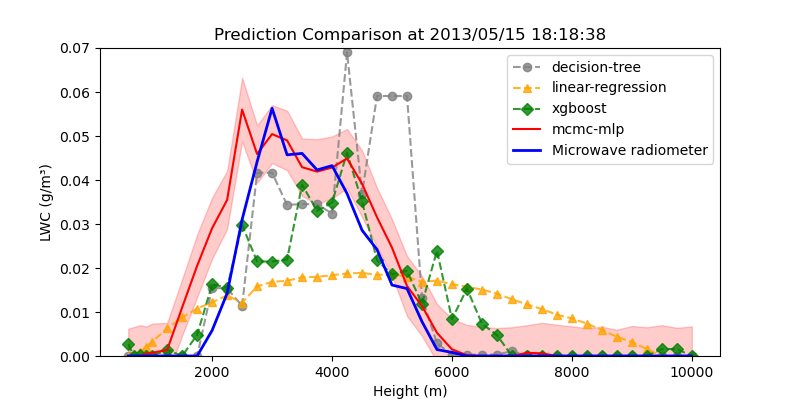 Prediction Comparison at 2013/05/15 18:18:38
decision-tree
linear-regression
xgboost
mcmc-mlp
Microwave radiometer
LWC (g/m³)
0.07
0.06
0.05
0.04
0.03
0.02
0.01
0.00
2000 4000 6000 8000 10000
Height (m)